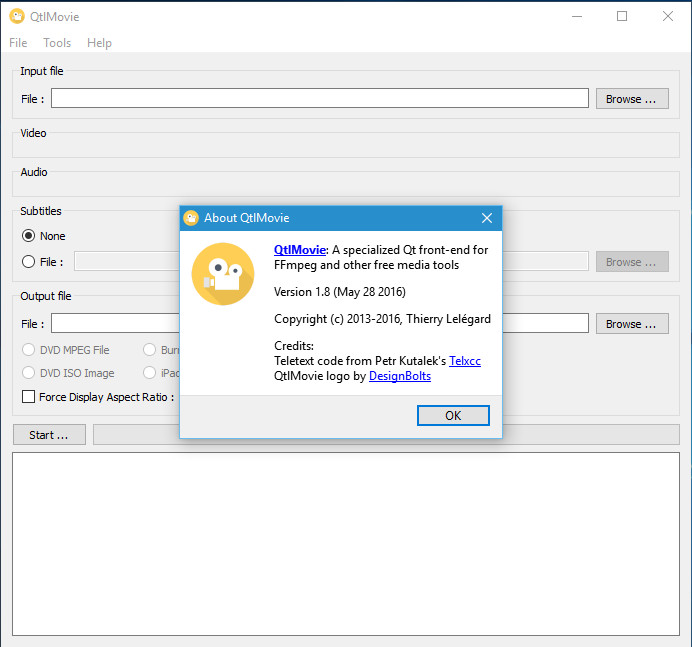 QtlMovie
File Tools Help
Input file
File :
Browse ...
Video
Audio
Subtitles
None
File :
Browse ...
About QtlMovie
QtlMovie: A specialized Qt front-end for
FFmpeg and other free media tools
Version 1.8 (May 28 2016)
Copyright (c) 2013-2016, Thierry Lelégard
Credits:
Teletext code from Petr Kutalek's Telxcc
QtlMovie logo by DesignBolts
OK
Output file
File :
Browse ...
DVD MPEG File
DVD ISO Image
Force Display Aspect Ratio :
Start ...